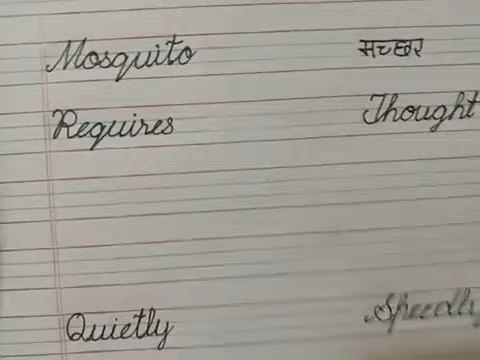 Mosquito मच्छर
Requires Thought
Quietly Speedly